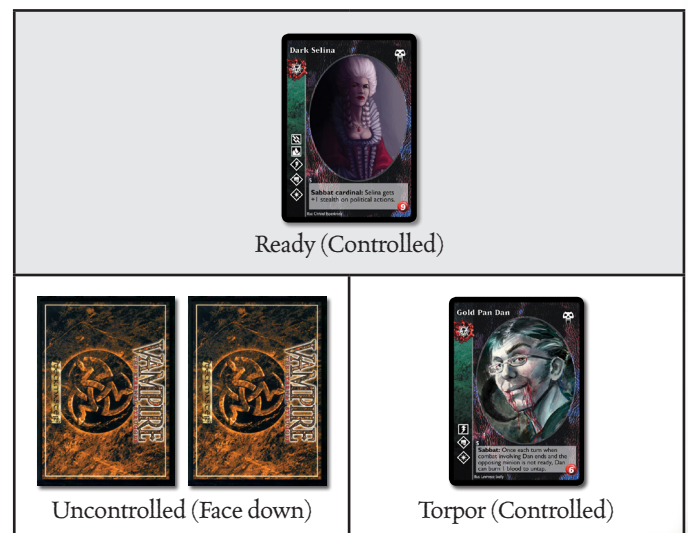 Dark Selina
5
Sabbat cardinal: Selina gets
+1 stealth on political actions.
9
Ready (Controlled)
VAMPIRE
VAMPIRE
Gold Pan Dan
5
Sabbat: Once each turn when
combat involving Dan ends and the
opposing minion is not ready, Dan
can burn 1 blood to untap.
6
Uncontrolled (Face down)
Torpor (Controlled)